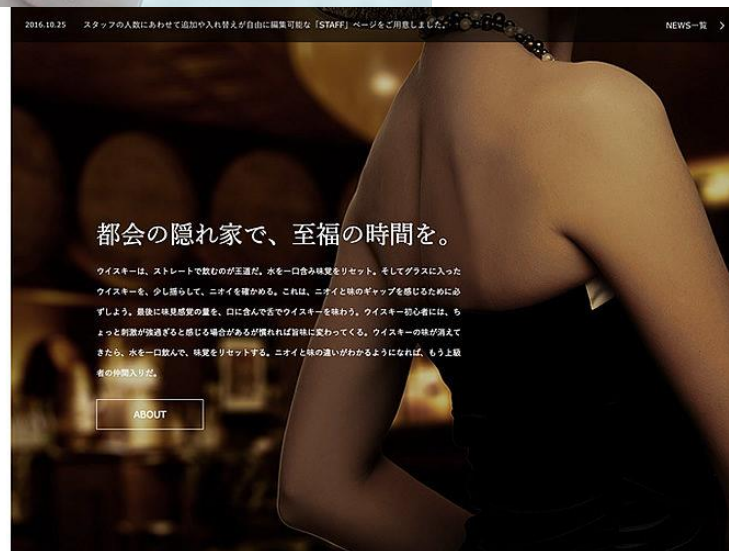 2016.10.25 スタッフの人数にあわせて追加や入れ替えが自由に編集可能な「STAFF」ページをご用意しました。 NEWS一覧
都会の隠れ家で、至福の時間を。
ウイスキーは、ストレートで飲むのが王道だ。水を一口含み味覚をリセット。そしてグラスに入った
ウイスキーを、少し揺らして、ニオイを確かめる。これは、ニオイと味のギャップを感じるために必
ずしよう。最後に味見感覚の量を、口に含んで舌でウイスキーを味わう。ウイスキー初心者には、ち
ょっと刺激が強過ぎると感じる場合があるが慣れれば旨味に変わってくる。ウイスキーの味が消えて
きたら、水を一口飲んで、味覚をリセットする。ニオイと味の違いがわかるようになれば、もう上級
者の仲間入りだ。
ABOUT